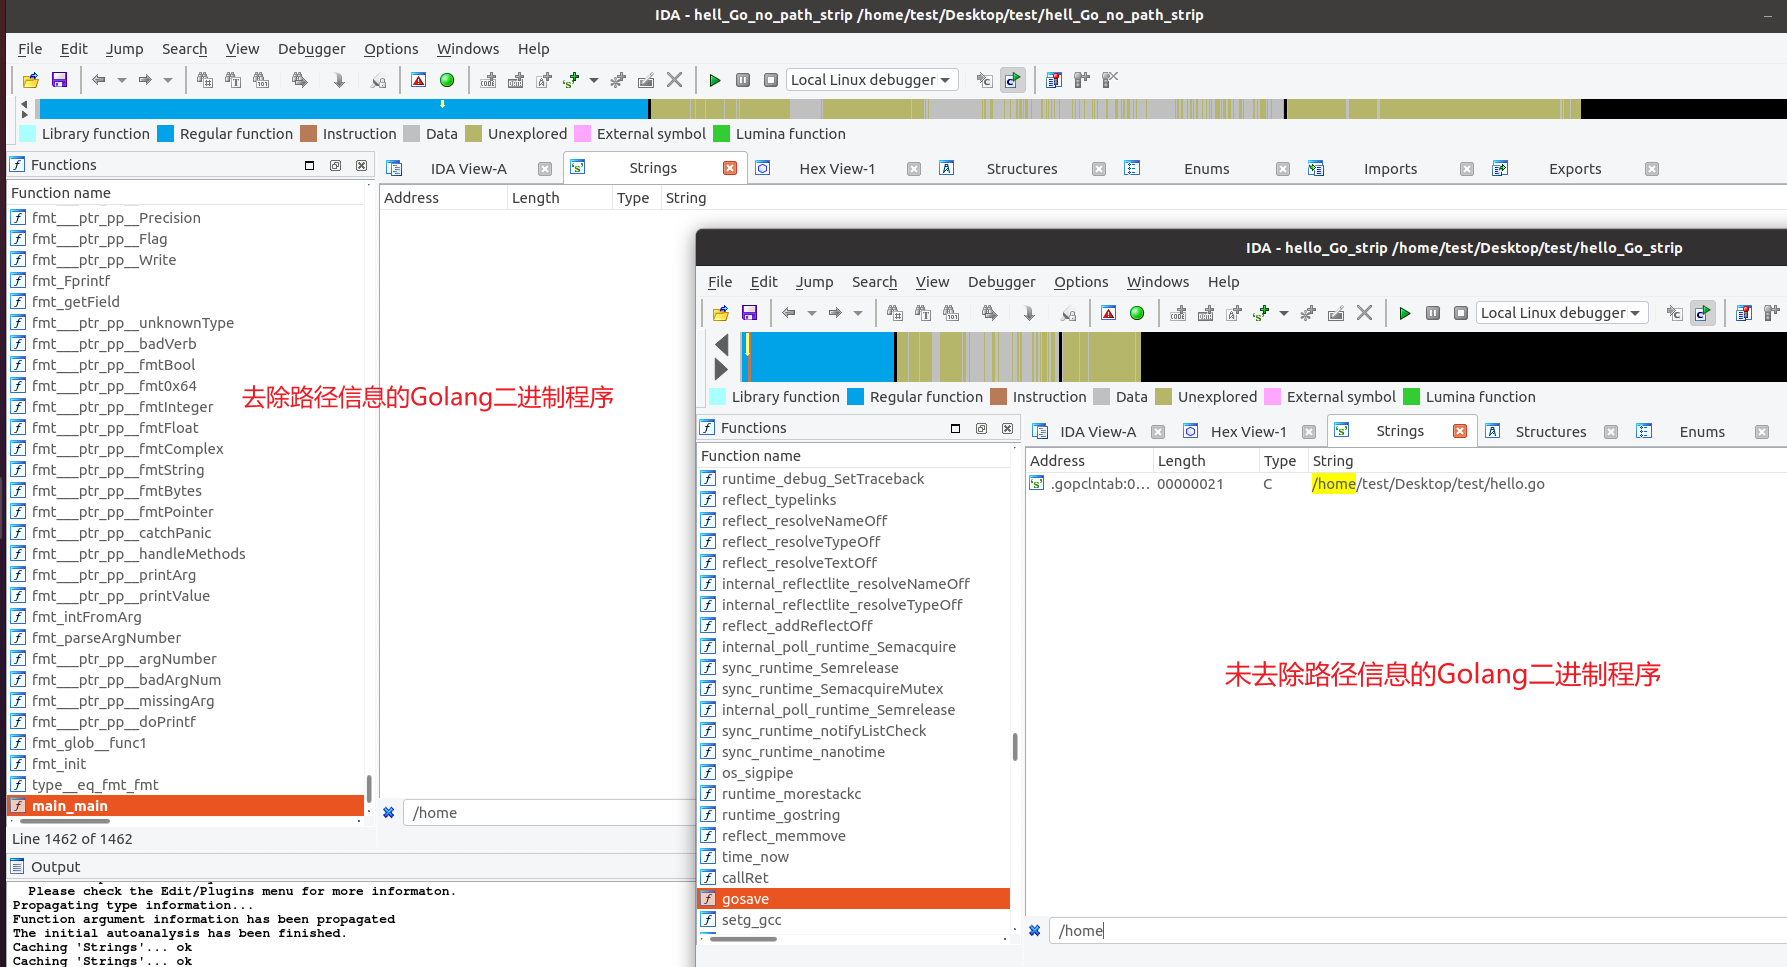 IDA - hell_Go_no_path_strip /home/test/Desktop/test/hell_Go_no_path_strip
File Edit Jump Search View Debugger Options Windows Help
Local Linux debugger
Library function Regular function Instruction Data Unexplored External symbol Lumina function
Functions
IDA View-A Strings Hex View-1 Structures Enums Imports Exports
Function name
Address Length Type String
fmt___ptr_pp__Precision
fmt___ptr_pp__Flag
fmt___ptr_pp__Write
fmt_Fprintf
fmt_getField
fmt___ptr_pp__unknownType
fmt___ptr_pp__badVerb
fmt___ptr_pp__fmtBool
fmt___ptr_pp__fmt0x64
fmt___ptr_pp__fmtInteger
fmt___ptr_pp__fmtFloat
fmt___ptr_pp__fmtComplex
fmt___ptr_pp__fmtString
fmt___ptr_pp__fmtBytes
fmt___ptr_pp__fmtPointer
fmt___ptr_pp__catchPanic
fmt___ptr_pp__handleMethods
fmt___ptr_pp__printArg
fmt___ptr_pp__printValue
fmt_intFromArg
fmt_parseArgNumber
fmt___ptr_pp__argNumber
fmt___ptr_pp__badArgNum
fmt___ptr_pp__missingArg
fmt___ptr_pp__doPrintf
fmt_glob__func1
fmt_init
type__eq_fmt_fmt
main_main
去除路径信息的Golang二进制程序
/home
Line 1462 of 1462
Output
Please check the Edit/Plugins menu for more informaton.
Propagating type information...
Function argument information has been propagated
The initial autoanalysis has been finished.
Caching 'Strings'... ok
Caching 'Strings'... ok
IDA - hello_Go_strip /home/test/Desktop/test/hello_Go_strip
File Edit Jump Search View Debugger Options Windows Help
Local Linux debugger
Library function Regular function Instruction Data Unexplored External symbol Lumina function
Functions
IDA View-A Hex View-1 Strings Structures Enums
Function name
Address Length Type String
.gopclntab:0... 00000021 C /home/test/Desktop/test/hello.go
runtime_debug_SetTraceback
reflect_typelinks
reflect_resolveNameOff
reflect_resolveTypeOff
reflect_resolveTextOff
internal_reflectlite_resolveNameOff
internal_reflectlite_resolveTypeOff
reflect_addReflectOff
internal_poll_runtime_Semacquire
sync_runtime_Semrelease
sync_runtime_SemacquireMutex
internal_poll_runtime_Semrelease
sync_runtime_notifyListCheck
sync_runtime_nanotime
os_sigpipe
runtime_morestackc
runtime_gostring
reflect_memmove
time_now
callRet
gosave
setg_gcc
未去除路径信息的Golang二进制程序
/home